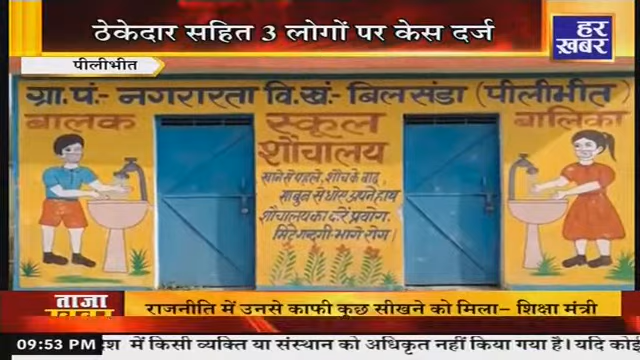 ठेकेदार सहित 3 लोगों पर केस दर्ज
हर
ख़बर
पीलीभीत
ग्रा.पं:- नगरारता वि.खं:- बिलसंडा (पीलीभीत)
बालक
स्कूल
शौचालय
बालिका
खाने से पहले, शौच के बाद,
साबुन से धोए अपने हाथ
शौचालय का करे प्रयोग,
मिटे गन्दगी-भागे रोग।
ताजा
खबर
राजनीति में उनसे काफी कूछ सीखने को मिला– शिक्षा मंत्री
09:53 PM
में किसी व्यक्ति या संस्थान को अधिकृत नहीं किया गया है। यदि कोई